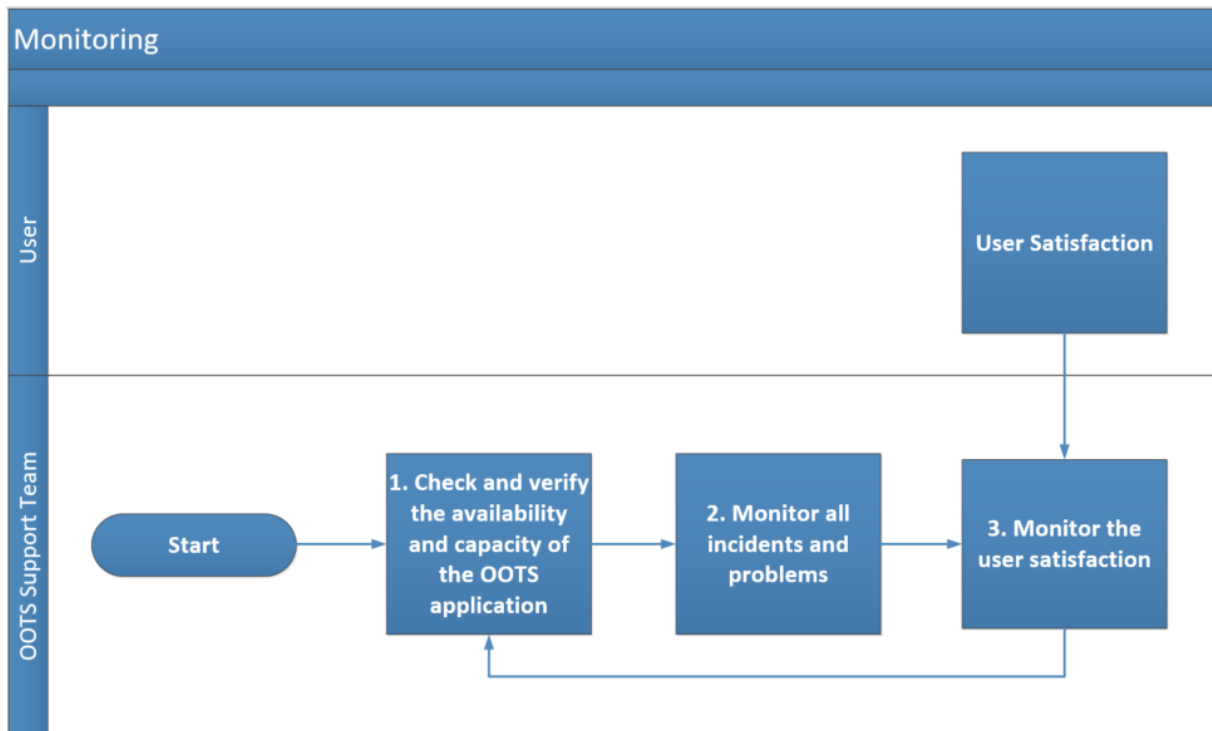 Monitoring
User
User Satisfaction
OOTS Support Team
Start
1. Check and verify
the availability
and capacity of
the OOTS
application
2. Monitor all
incidents and
problems
3. Monitor the
user satisfaction